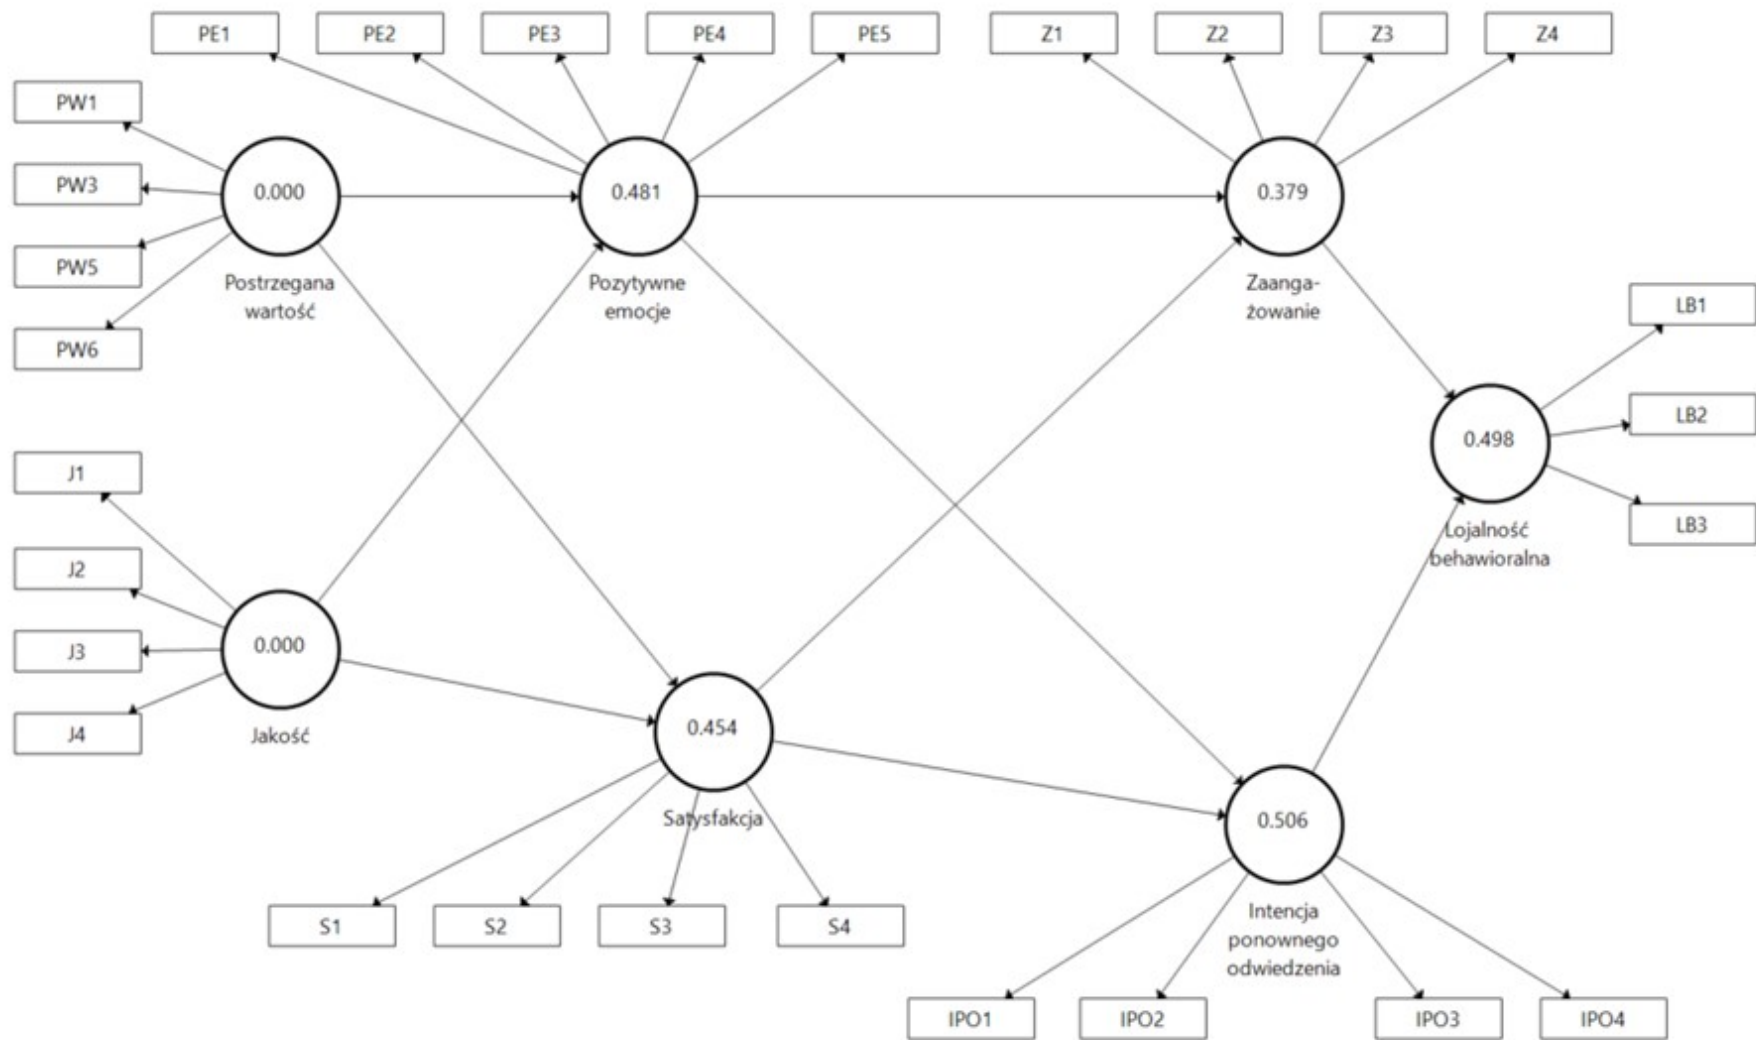 PE1
PE2
PE3
PE4
PE5
Z1
Z2
Z3
Z4
PW1
PW3
PW5
PW6
0.000
Postrzegana
wartość
0.481
Pozytywne
emocje
0.379
Zaanga-
żowanie
LB1
LB2
LB3
0.498
Lojalność
behawioralna
J1
J2
J3
J4
0.000
Jakość
0.454
Satysfakcja
S1
S2
S3
S4
0.506
Intencja
ponownego
odwiedzenia
IPO1
IPO2
IPO3
IPO4